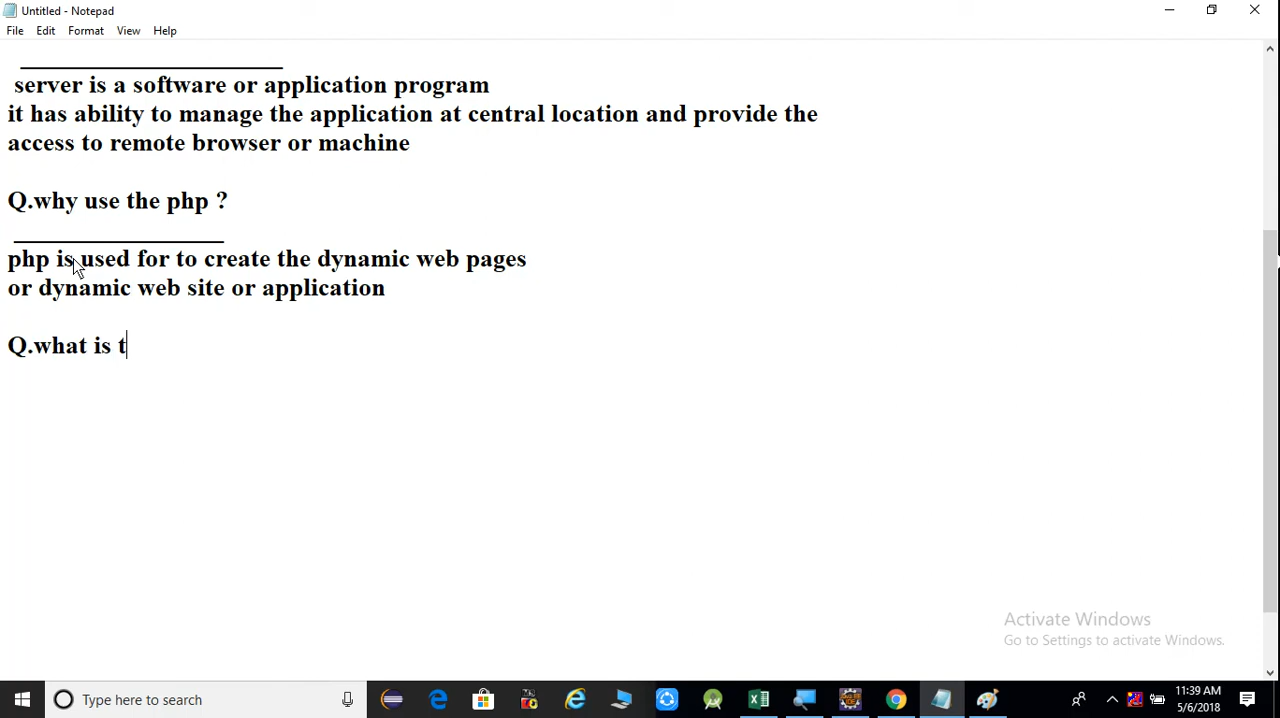 Untitled - Notepad
File Edit Format View Help
server is a software or application program
it has ability to manage the application at central location and provide the
access to remote browser or machine
Q.why use the php ?
php is used for to create the dynamic web pages
or dynamic web site or application
Q.what is t
Activate Windows
Go to Settings to activate Windows.
Type here to search
11:39 AM
5/6/2018